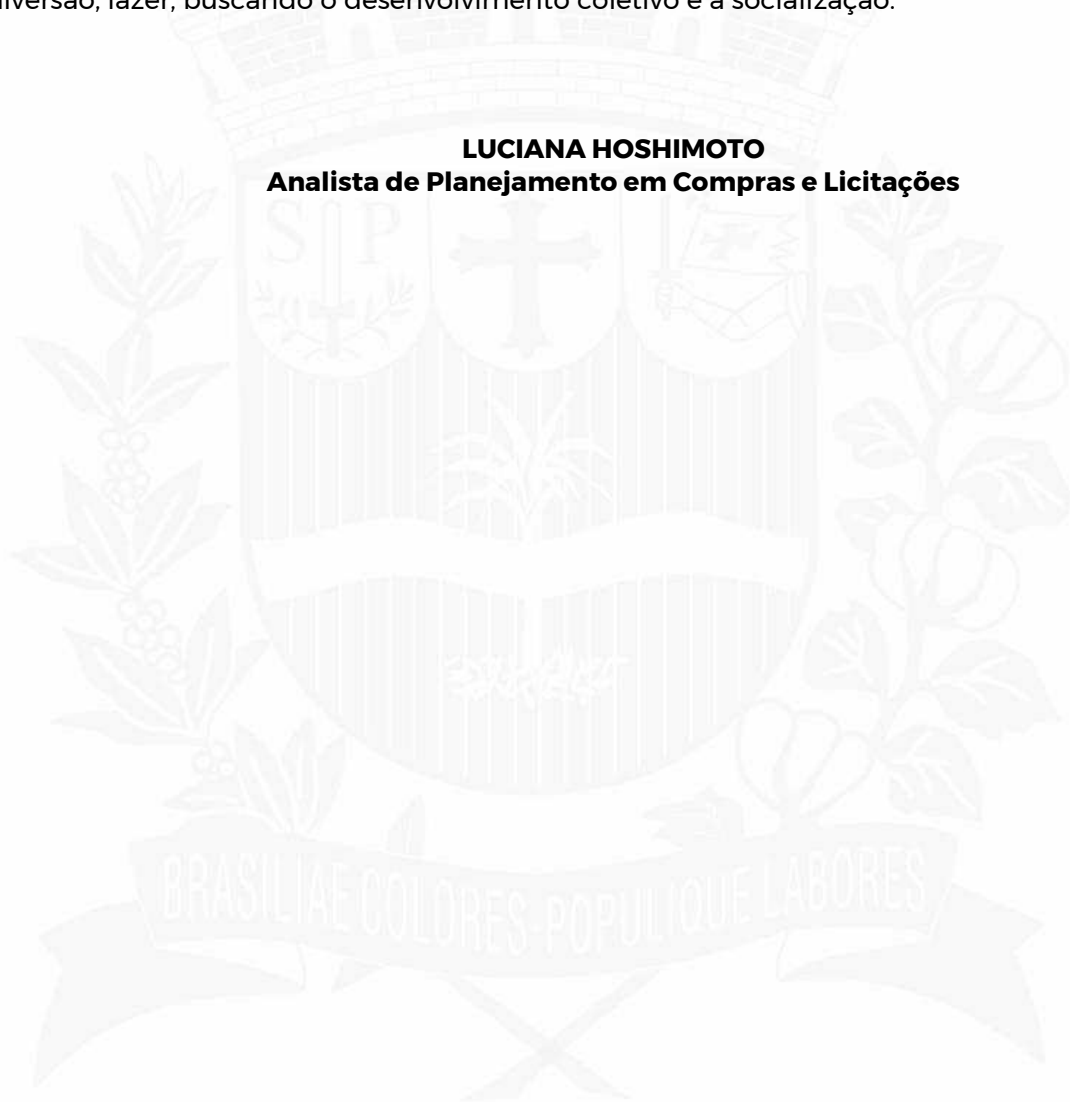 diversão, lazer, buscando o desenvolvimento coletivo e a socialização.
LUCIANA HOSHIMOTO
Analista de Planejamento em Compras e Licitações
S P
BRASILIAE COLORES-POPULIQUE LABORES